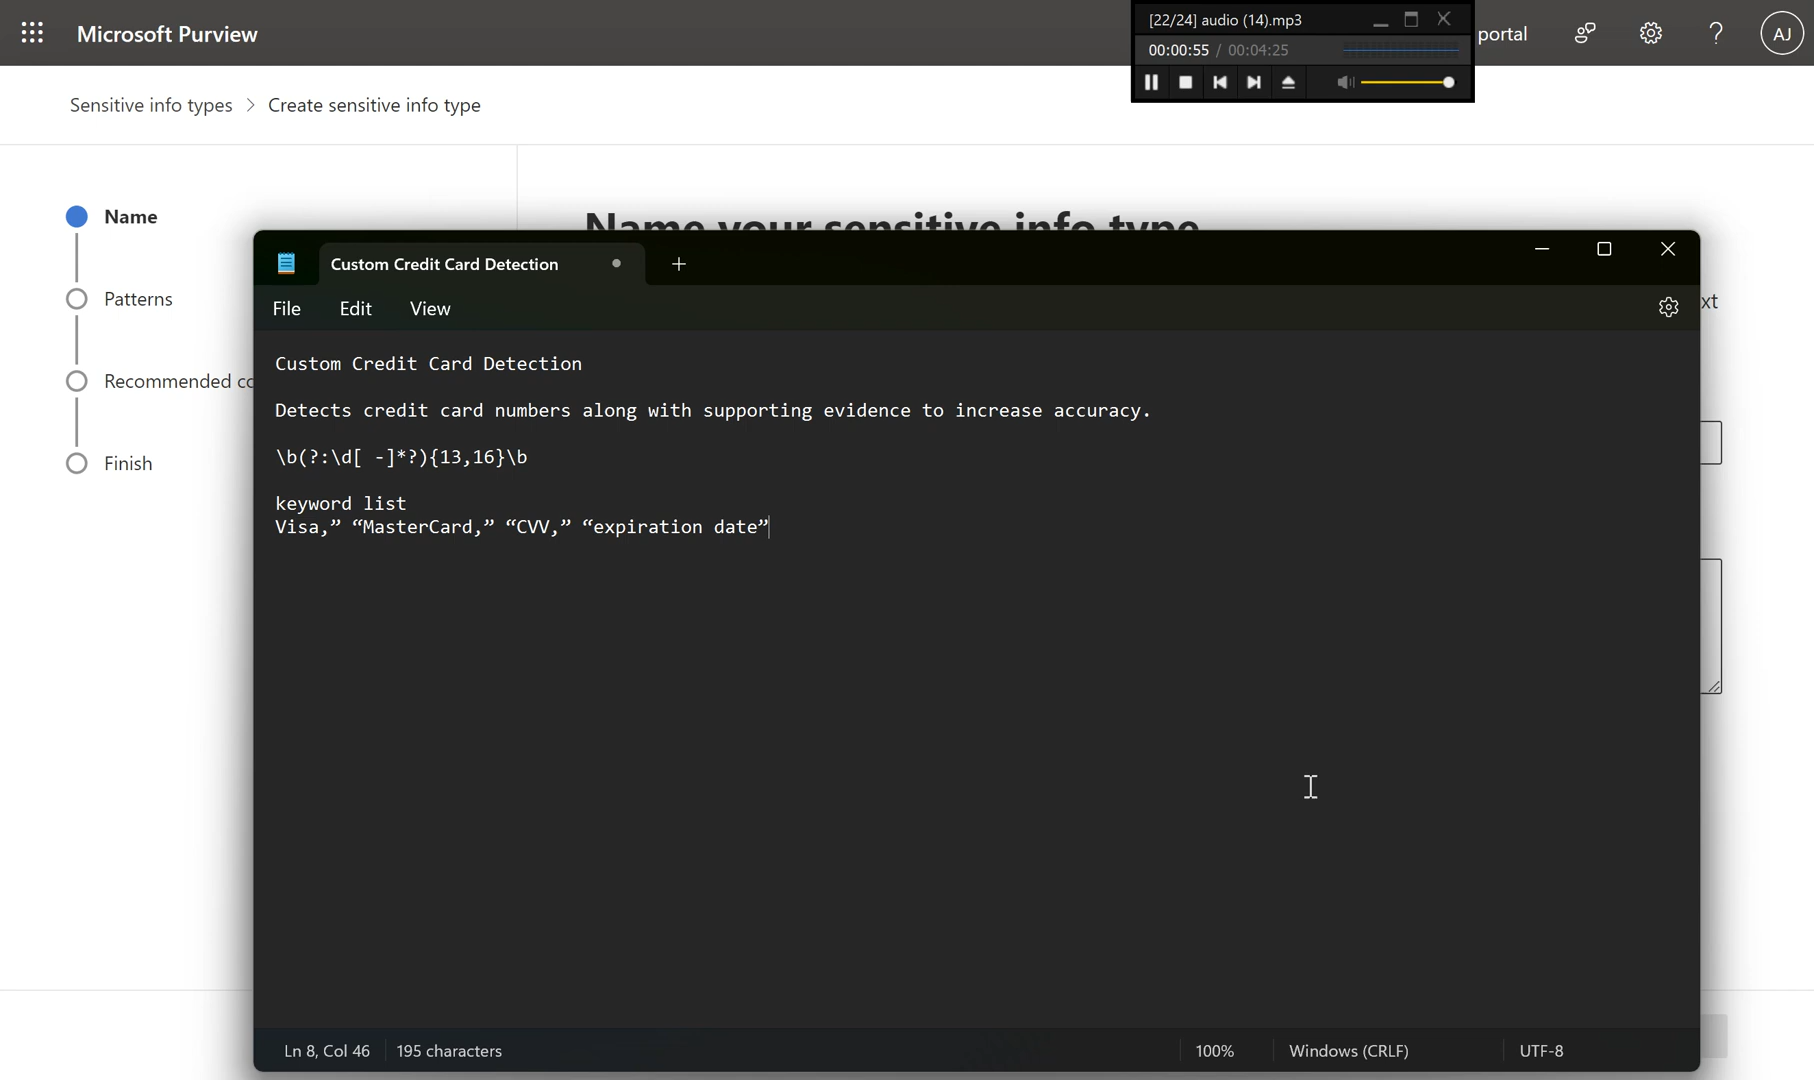 Microsoft Purview
[22/24] audio (14).mp3
portal
AJ
00:00:55 / 00:04:25
Sensitive info types > Create sensitive info type
Name
Name your sensitive info type
Custom Credit Card Detection
File Edit View
xt
Patterns
Custom Credit Card Detection
Recommended co
Detects credit card numbers along with supporting evidence to increase accuracy.
\b(?:\d[ -]*?){13,16}\b
Finish
keyword list
Visa,” “MasterCard,” “CVV,” “expiration date”
Ln 8, Col 46 195 characters 100% Windows (CRLF) UTF-8